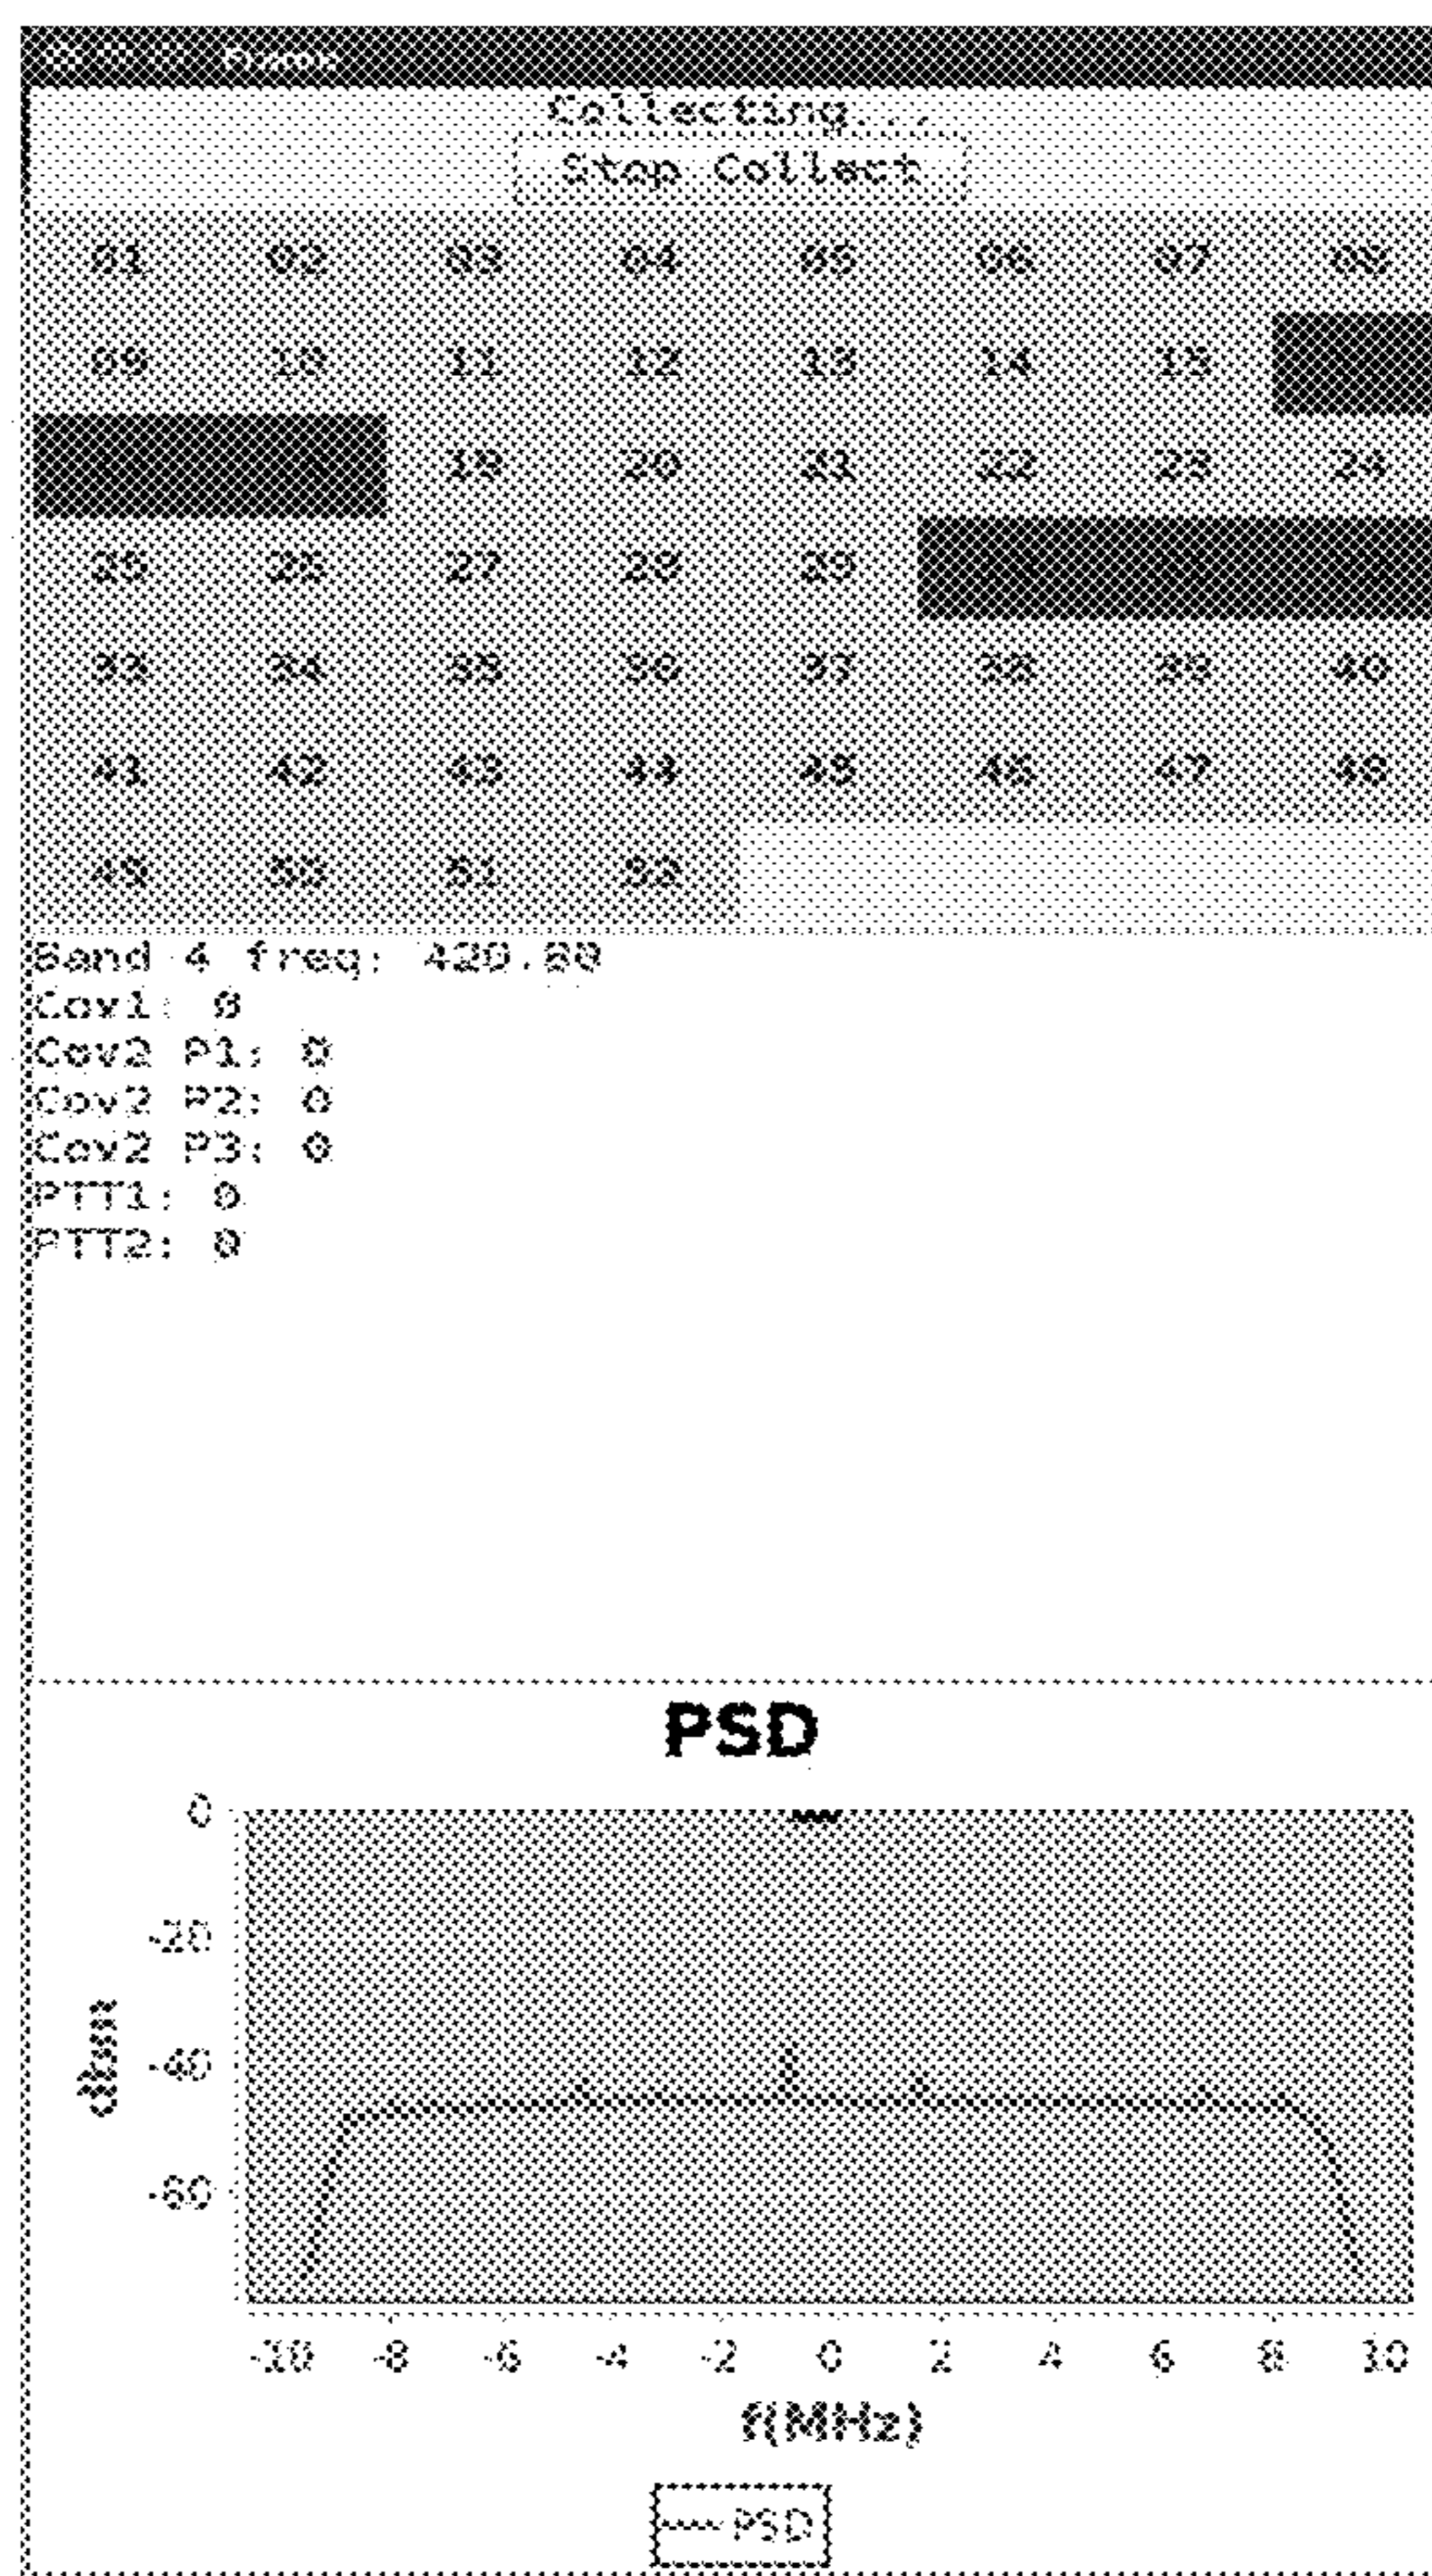 Frame
Collecting...
Stop Collect
01 02 03 04 05 06 07 08
09 10 11 12 13 14 15
19 20 21 22 23 24
25 26 27 28 29
33 34 35 36 37 38 39 40
41 42 43 44 45 46 47 48
49 50 51 52
Band 4 freq:
Cov1: 0
Cov2 P1: 0
Cov2 P2: 0
Cov2 P3: 0
PTT1: 0
PTT2: 0
PSD
0
-20
-40
-60
dbm
-10 -8 -6 -4 -2 0 2 4 6 8 10
f(MHz)
PSD